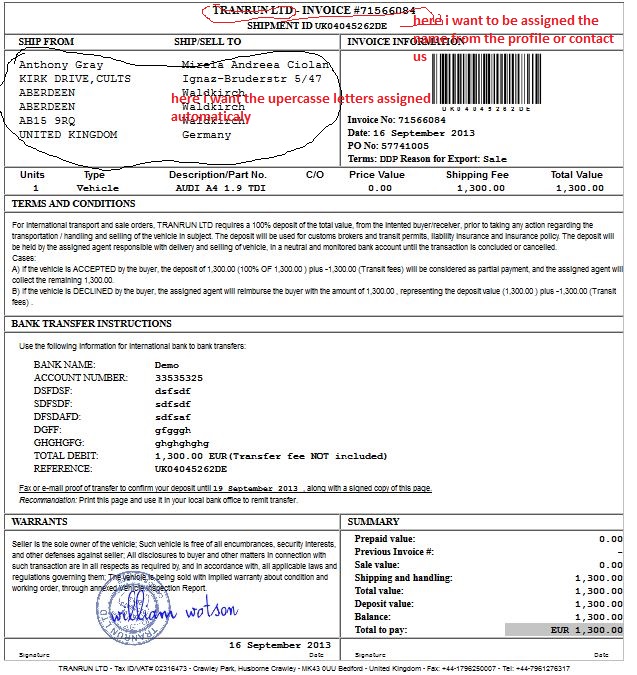 TRANRUN LTD - INVOICE #71566084
SHIPMENT ID UK04045262DE
here i want to be assigned the
name from the profile or contact
us
SHIP FROM SHIP/SELL TO INVOICE INFORMATION
Anthony Gray Mirela Andreea Ciolan
KIRK DRIVE,CULTS Ignaz-Bruderstr 5/47
ABERDEEN Waldkirch
ABERDEEN Waldkirch
AB15 9RQ Waldkirch
UNITED KINGDOM Germany
here I want the upercasse letters assigned
automaticaly
UK04045262DE
Invoice No: 71566084
Date: 16 September 2013
PO No: 57741005
Terms: DDP Reason for Export: Sale
Units Type Description/Part No. C/O Price Value Shipping Fee Total Value
1 Vehicle AUDI A4 1.9 TDI 0.00 1,300.00 1,300.00
TERMS AND CONDITIONS
For international transport and sale orders, TRANRUN LTD requires a 100% deposit of the total value, from the intented buyer/receiver, prior to taking any action regarding the
transportation / handling and selling of the vehicle in subject. The deposit will be used for customs brokers and transit permits, liability insurance and insurance policy. The deposit will
be held by the assigned agent responsible with delivery and selling of vehicle, in a neutral and monitored bank account until the transaction is concluded or cancelled.
Cases:
A) if the vehicle is ACCEPTED by the buyer, the deposit of 1,300.00 (100% OF 1,300.00 ) plus -1,300.00 (Transit fees) will be considered as partial payment, and the assigned agent will
collect the remaining 1,300.00.
B) if the vehicle is DECLINED by the buyer, the assigned agent will reimburse the buyer with the amount of 1,300.00 , representing the deposit value (1,300.00 ) plus -1,300.00 (Transit
fees) .
BANK TRANSFER INSTRUCTIONS
Use the following information for international bank to bank transfers:
BANK NAME: Demo
ACCOUNT NUMBER: 33535325
DSFDSF: dsfsdf
SDFSDF: sdfsdf
DFSDAFD: sdfsaf
DGFF: gfgggh
GHGHGFG: ghghghghg
TOTAL DEBIT: 1,300.00 EUR(Transfer fee NOT included)
REFERENCE: UK04045262DE
Fax or e-mail proof of transfer to confirm your deposit until 19 September 2013 , along with a signed copy of this page.
Recommandation: Print this page and use it in your local bank office to remit transfer.
WARRANTS SUMMARY
Seller is the sole owner of the vehicle; Such vehicle is free of all encumbrances, security interests,
and other defenses against seller; All disclosures to buyer and other matters in connection with
such transaction are in all respects as required by, and in accordance with, all applicable laws and
regulations governing them; The vehicle is being sold with implied warranty about condition and
working order, through annexed Vehicle Inspection Report.
TRANRUN LTD
william wotson
16 September 2013
Signature Date
Prepaid value: 0.00
Previous Invoice #: –
Sale value: 0.00
Shipping and handling: 1,300.00
Total value: 1,300.00
Deposit value: 1,300.00
Balance: 1,300.00
Total to pay: EUR 1,300.00
Signature Date
TRANRUN LTD - Tax ID/VAT# 02316473 - Crawley Park, Husborne Crawley - MK43 0UU Bedford - United Kingdom - Fax: +44-1796250007 - Tel: +44-7961276317